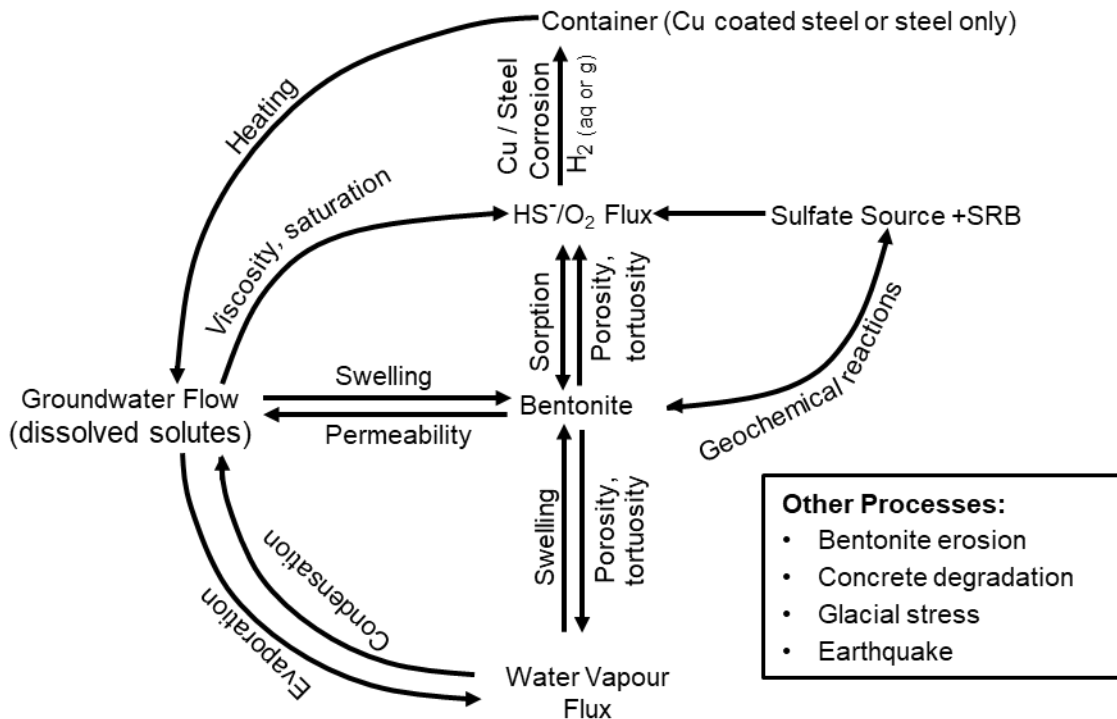 Container (Cu coated steel or steel only)
Heating
Cu / Steel
Corrosion
H₂ (aq or g)
Viscosity, saturation
HS⁻/O₂ Flux
Sulfate Source +SRB
Sorption
Porosity,
tortuosity
Geochemical reactions
Swelling
Groundwater Flow
(dissolved solutes)
Bentonite
Permeability
Swelling
Porosity,
tortuosity
Condensation
Evaporation
Water Vapour
Flux
Other Processes:
• Bentonite erosion
• Concrete degradation
• Glacial stress
• Earthquake